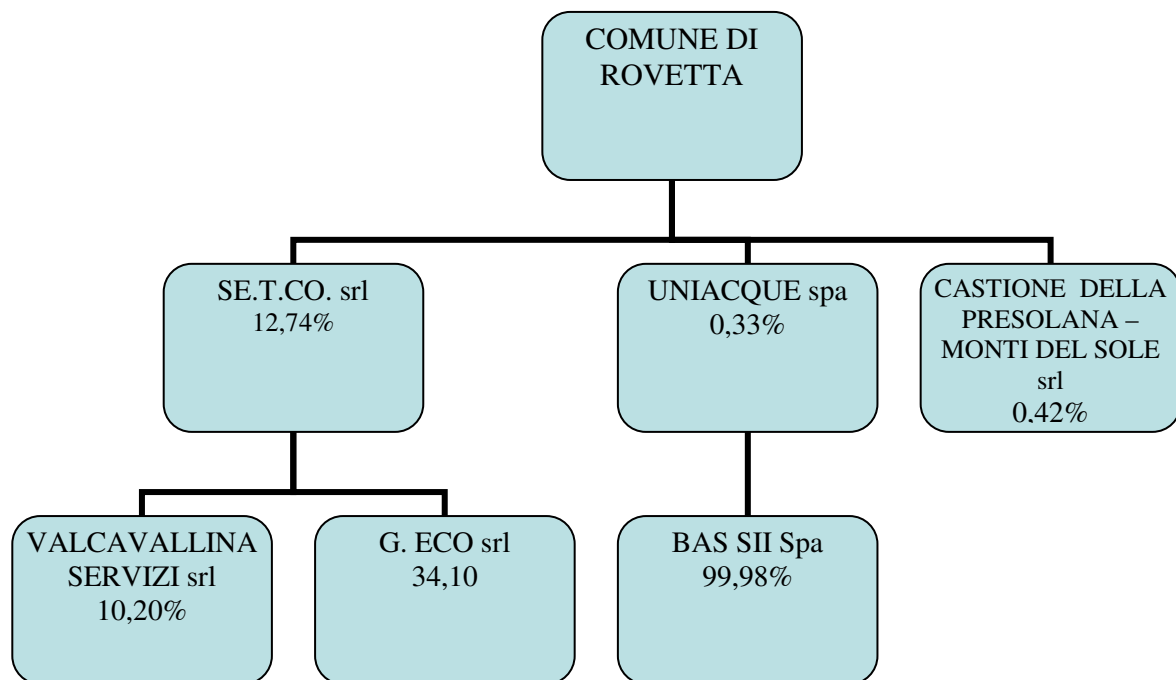 COMUNE DI
ROVETTA
SE.T.CO. srl
12,74%
UNIACQUE spa
0,33%
CASTIONE DELLA
PRESOLANA –
MONTI DEL SOLE
srl
0,42%
VALCAVALLINA
SERVIZI srl
10,20%
G. ECO srl
34,10
BAS SII Spa
99,98%